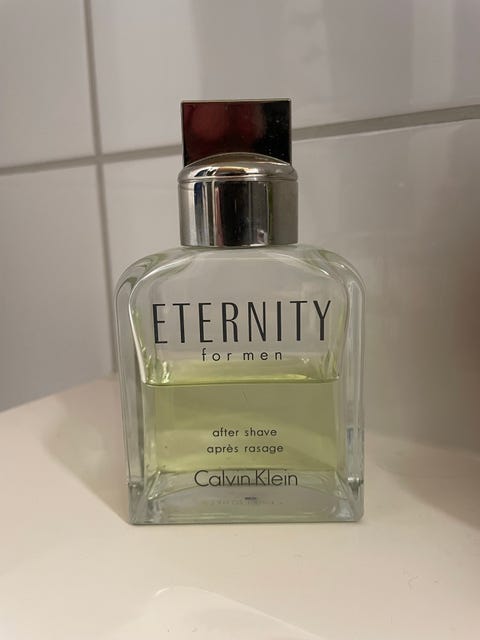 ETERNITY
for men
after shave
après rasage
Calvin Klein